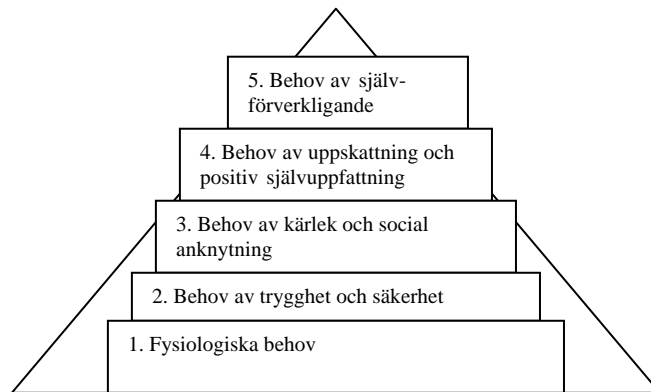 5. Behov av själv-
förverkligande
4. Behov av uppskattning och
positiv självuppfattning
3. Behov av kärlek och social
anknytning
2. Behov av trygghet och säkerhet
1. Fysiologiska behov